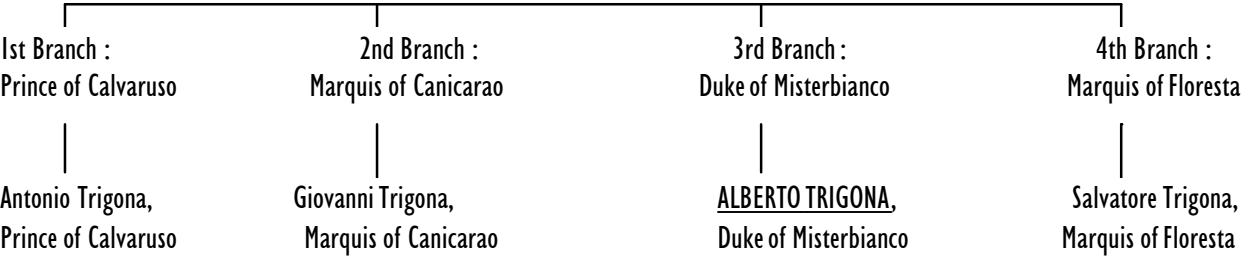 1st Branch :
Prince of Calvaruso
2nd Branch :
Marquis of Canicarao
3rd Branch :
Duke of Misterbianco
4th Branch :
Marquis of Floresta
Antonio Trigona,
Prince of Calvaruso
Giovanni Trigona,
Marquis of Canicarao
ALBERTO TRIGONA,
Duke of Misterbianco
Salvatore Trigona,
Marquis of Floresta